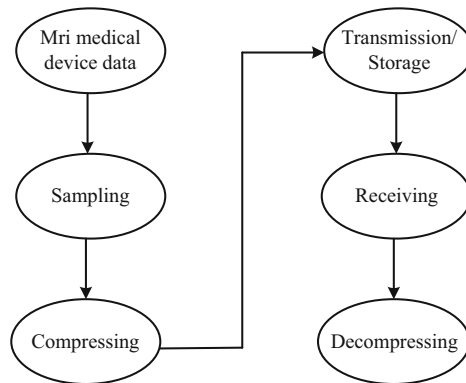 Mri medical
device data
Sampling
Compressing
Transmission/
Storage
Receiving
Decompressing